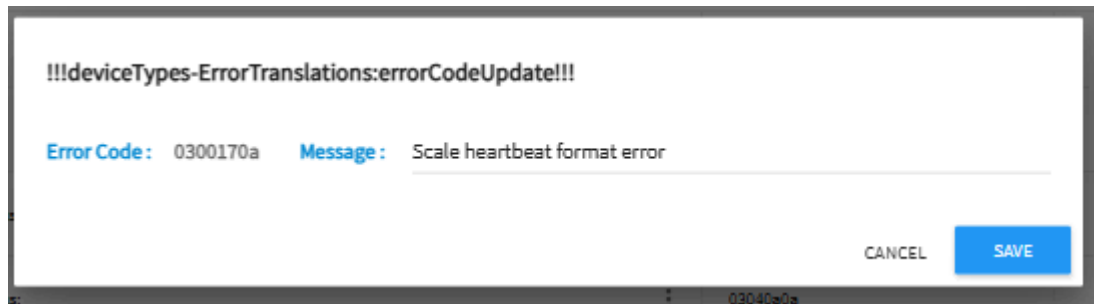 !!!deviceTypes-ErrorTranslations:errorCodeUpdate!!!
Error Code : 0300170a Message : Scale heartbeat format error
CANCEL SAVE
03040a0a